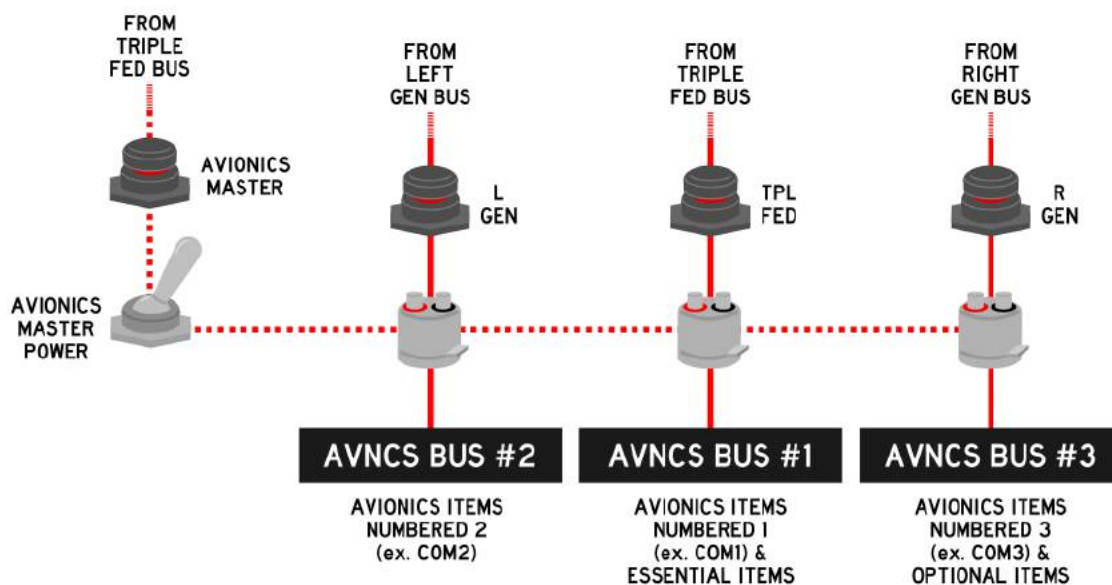 FROM
TRIPLE
FED BUS
FROM
LEFT
GEN BUS
FROM
TRIPLE
FED BUS
FROM
RIGHT
GEN BUS
AVIONICS
MASTER
L
GEN
TPL
FED
R
GEN
AVIONICS
MASTER
POWER
AVNCS BUS #2
AVNCS BUS #1
AVNCS BUS #3
AVIONICS ITEMS
NUMBERED 2
(ex. COM2)
AVIONICS ITEMS
NUMBERED 1
(ex. COM1) &
ESSENTIAL ITEMS
AVIONICS ITEMS
NUMBERED 3
(ex. COM3) &
OPTIONAL ITEMS